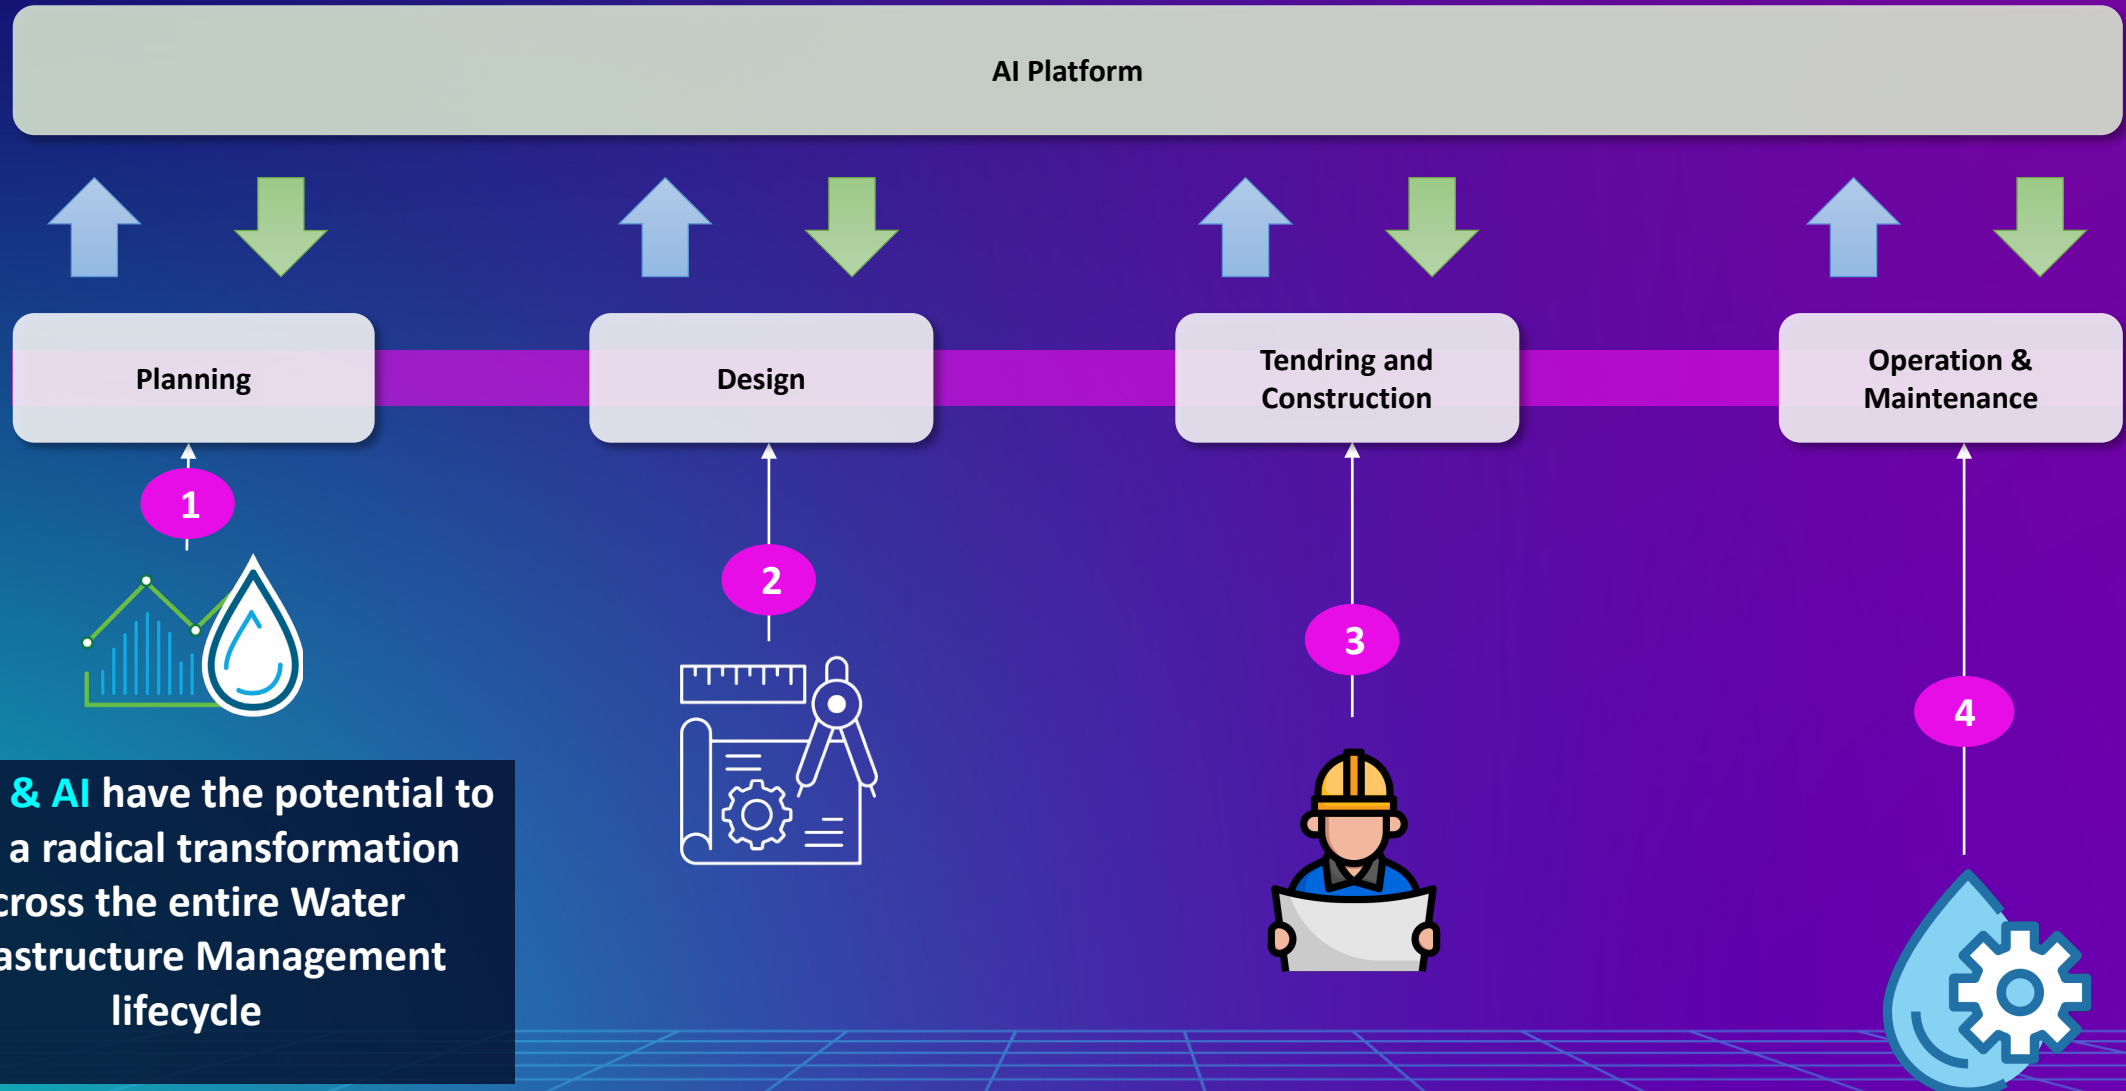 AI Platform
Planning
Design
Tendring and
Construction
Operation &
Maintenance
1
2
3
4
& AI have the potential to
a radical transformation
cross the entire Water
astructure Management
lifecycle